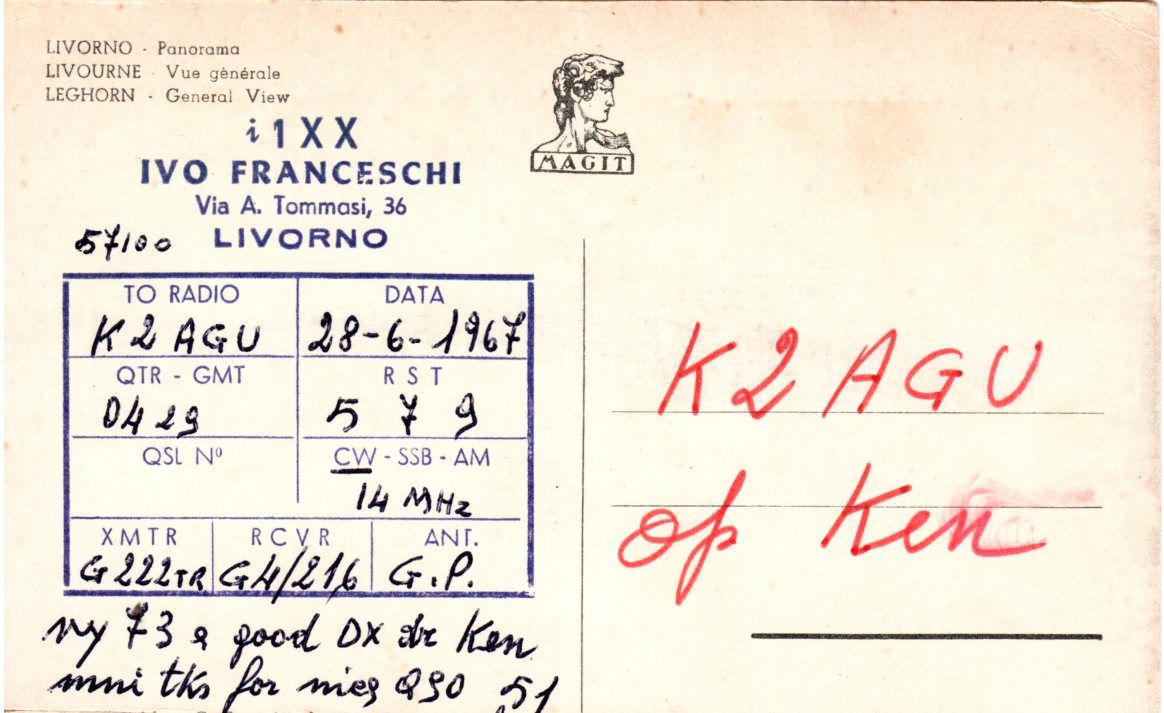 LIVORNO - Panorama
LIVOURNE - Vue générale
LEGHORN - General View
MAGIT
i1XX
IVO FRANCESCHI
Via A. Tommasi, 36
57100 LIVORNO
TO RADIO DATA
K2AGU 28-6-1967
QTR - GMT RST
0429 579
QSL Nº CW - SSB - AM
14 MHz
XMTR RCVR ANT.
G222TR G4/216 G.P.
vy 73 e good DX dr Ken
mni tks for nice QSO 51
K2AGU
op Ken